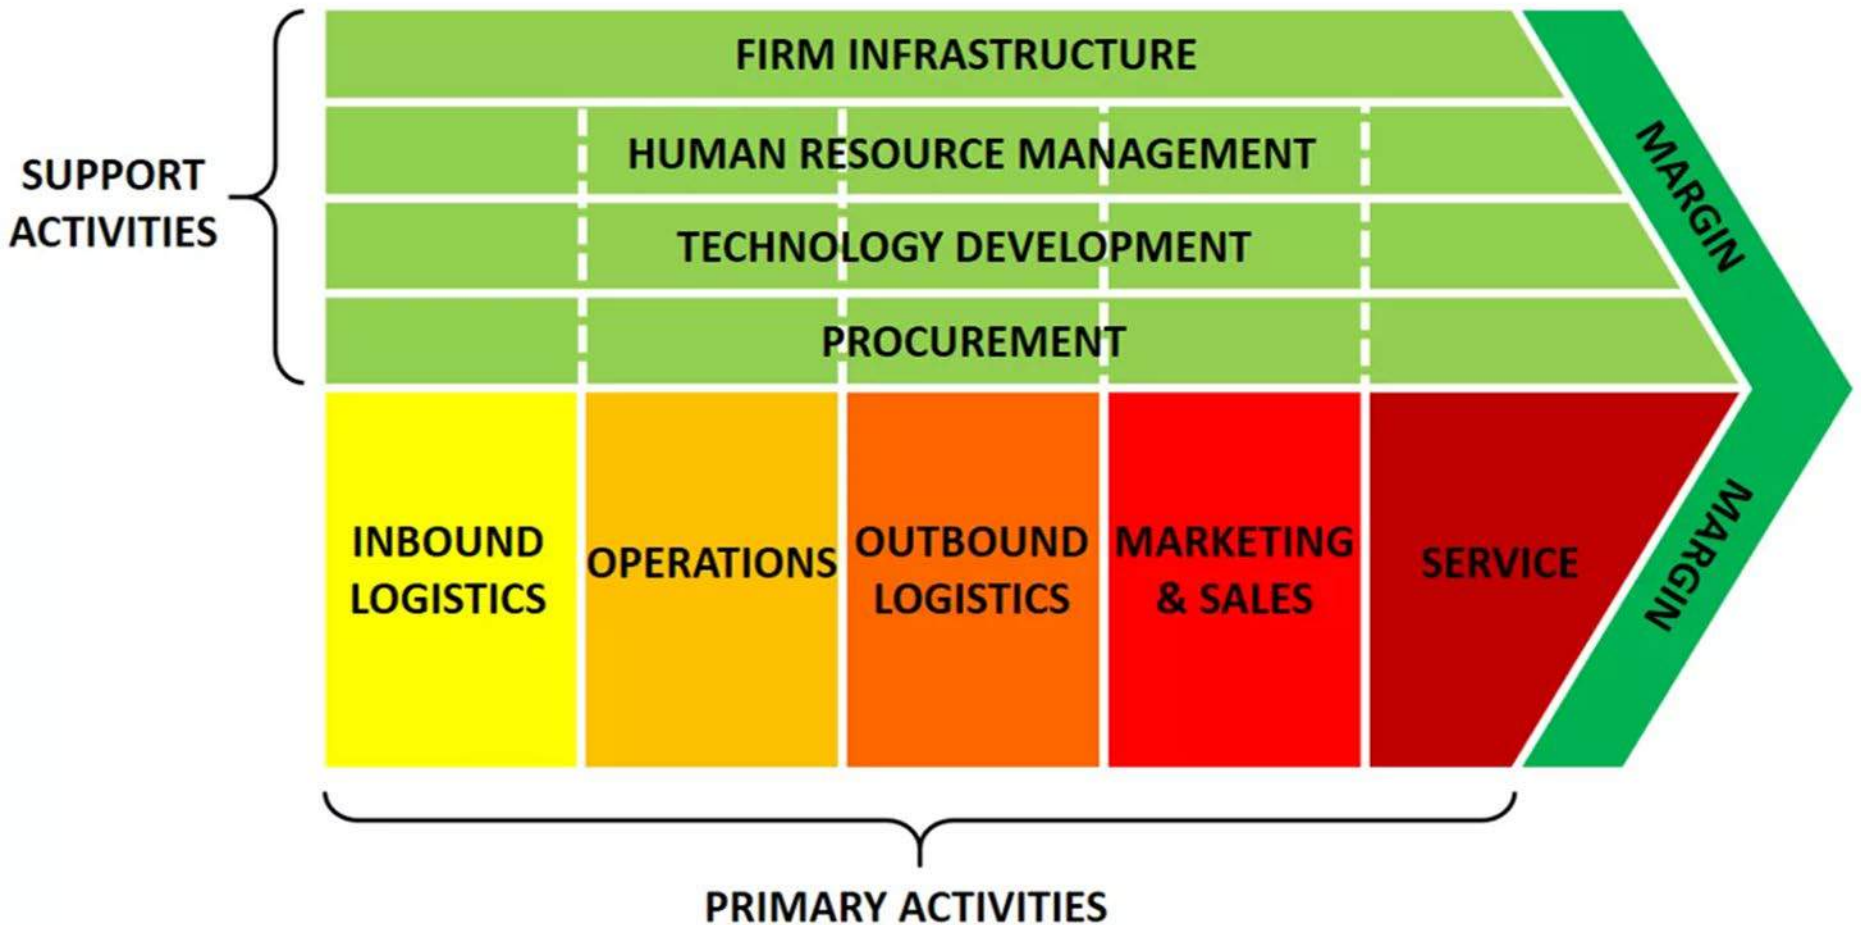 FIRM INFRASTRUCTURE
HUMAN RESOURCE MANAGEMENT
TECHNOLOGY DEVELOPMENT
PROCUREMENT
SUPPORT
ACTIVITIES
INBOUND
LOGISTICS
OPERATIONS
OUTBOUND
LOGISTICS
MARKETING
& SALES
SERVICE
MARGIN
MARGIN
PRIMARY ACTIVITIES